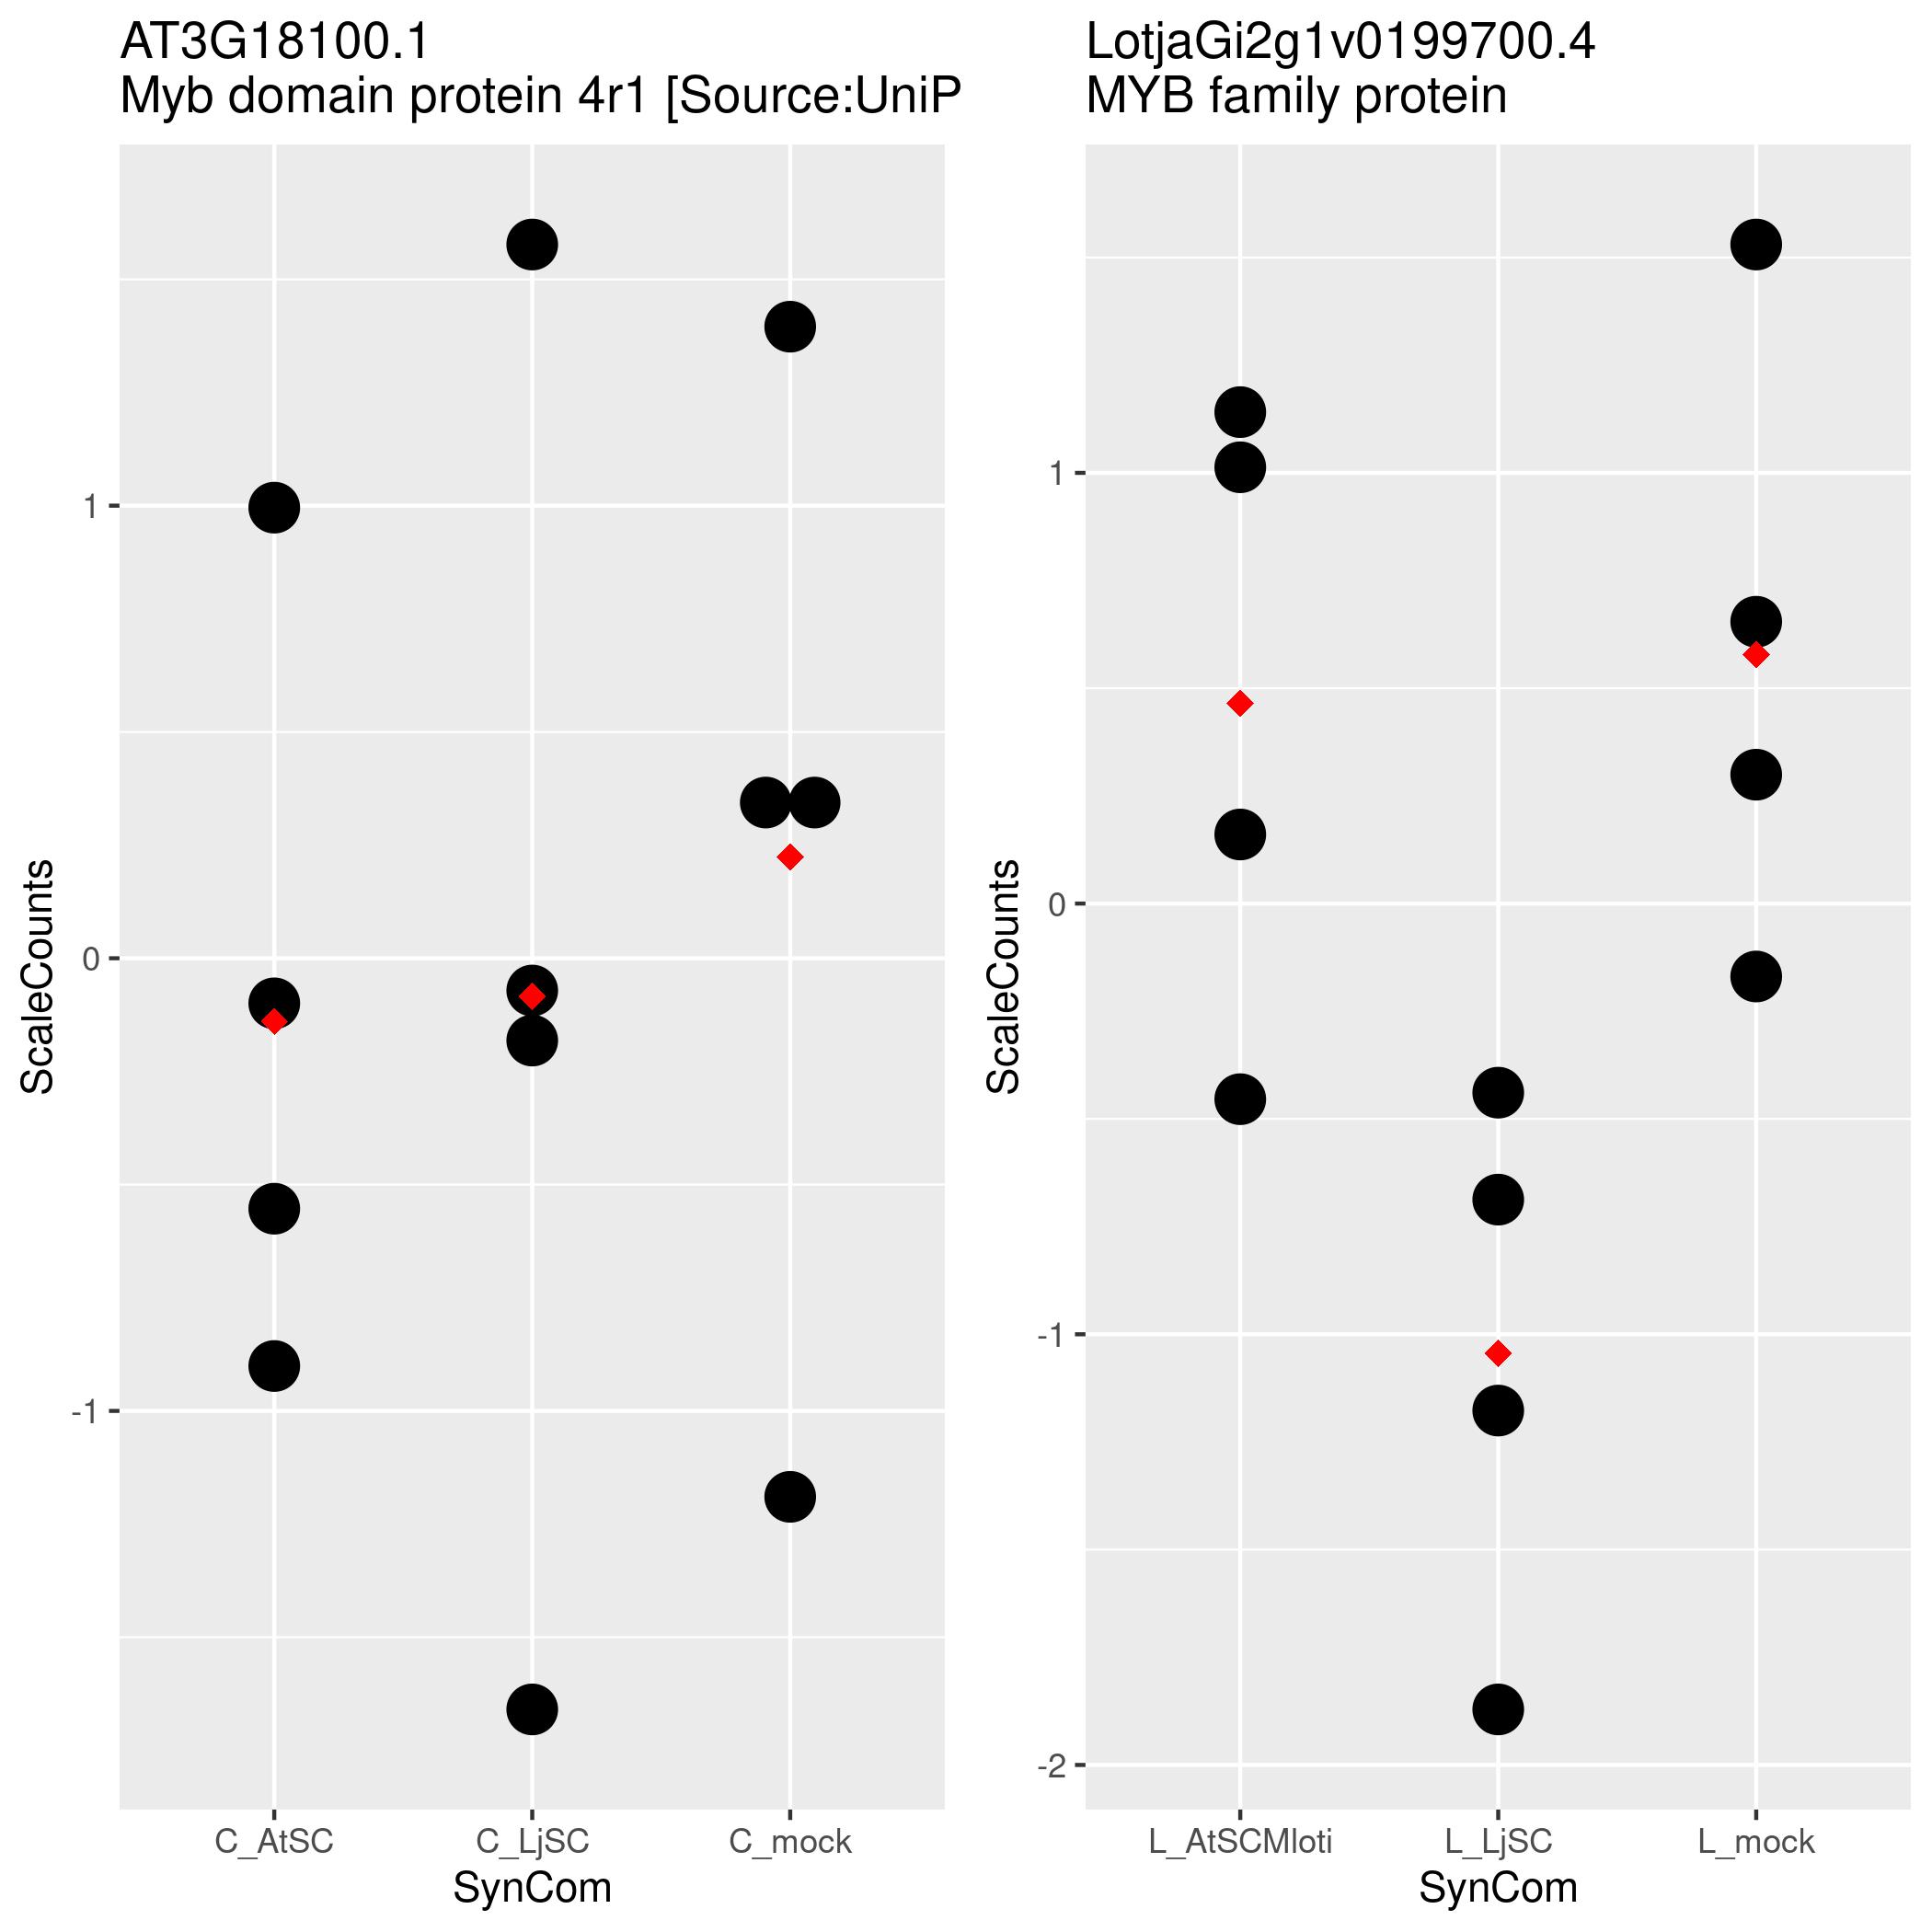 AT3G18100.1
Myb domain protein 4r1 [Source:UniP
ScaleCounts
1
0
-1
C_AtSC
C_LjSC
C_mock
SynCom
LotjaGi2g1v0199700.4
MYB family protein
ScaleCounts
1
0
-1
-2
L_AtSCMloti
L_LjSC
L_mock
SynCom